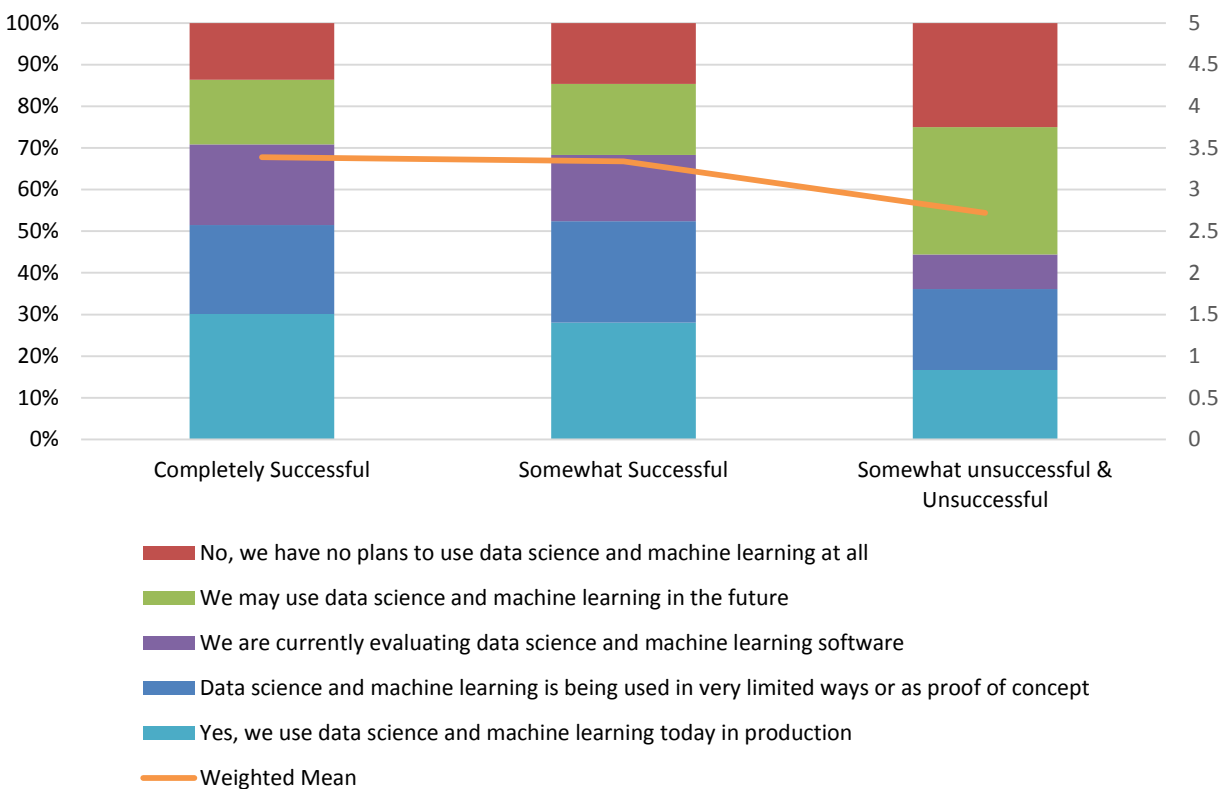 100%
90%
80%
70%
60%
50%
40%
30%
20%
10%
0%
5
4.5
4
3.5
3
2.5
2
1.5
1
0.5
0
Completely Successful
Somewhat Successful
Somewhat unsuccessful &
Unsuccessful
No, we have no plans to use data science and machine learning at all
We may use data science and machine learning in the future
We are currently evaluating data science and machine learning software
Data science and machine learning is being used in very limited ways or as proof of concept
Yes, we use data science and machine learning today in production
Weighted Mean